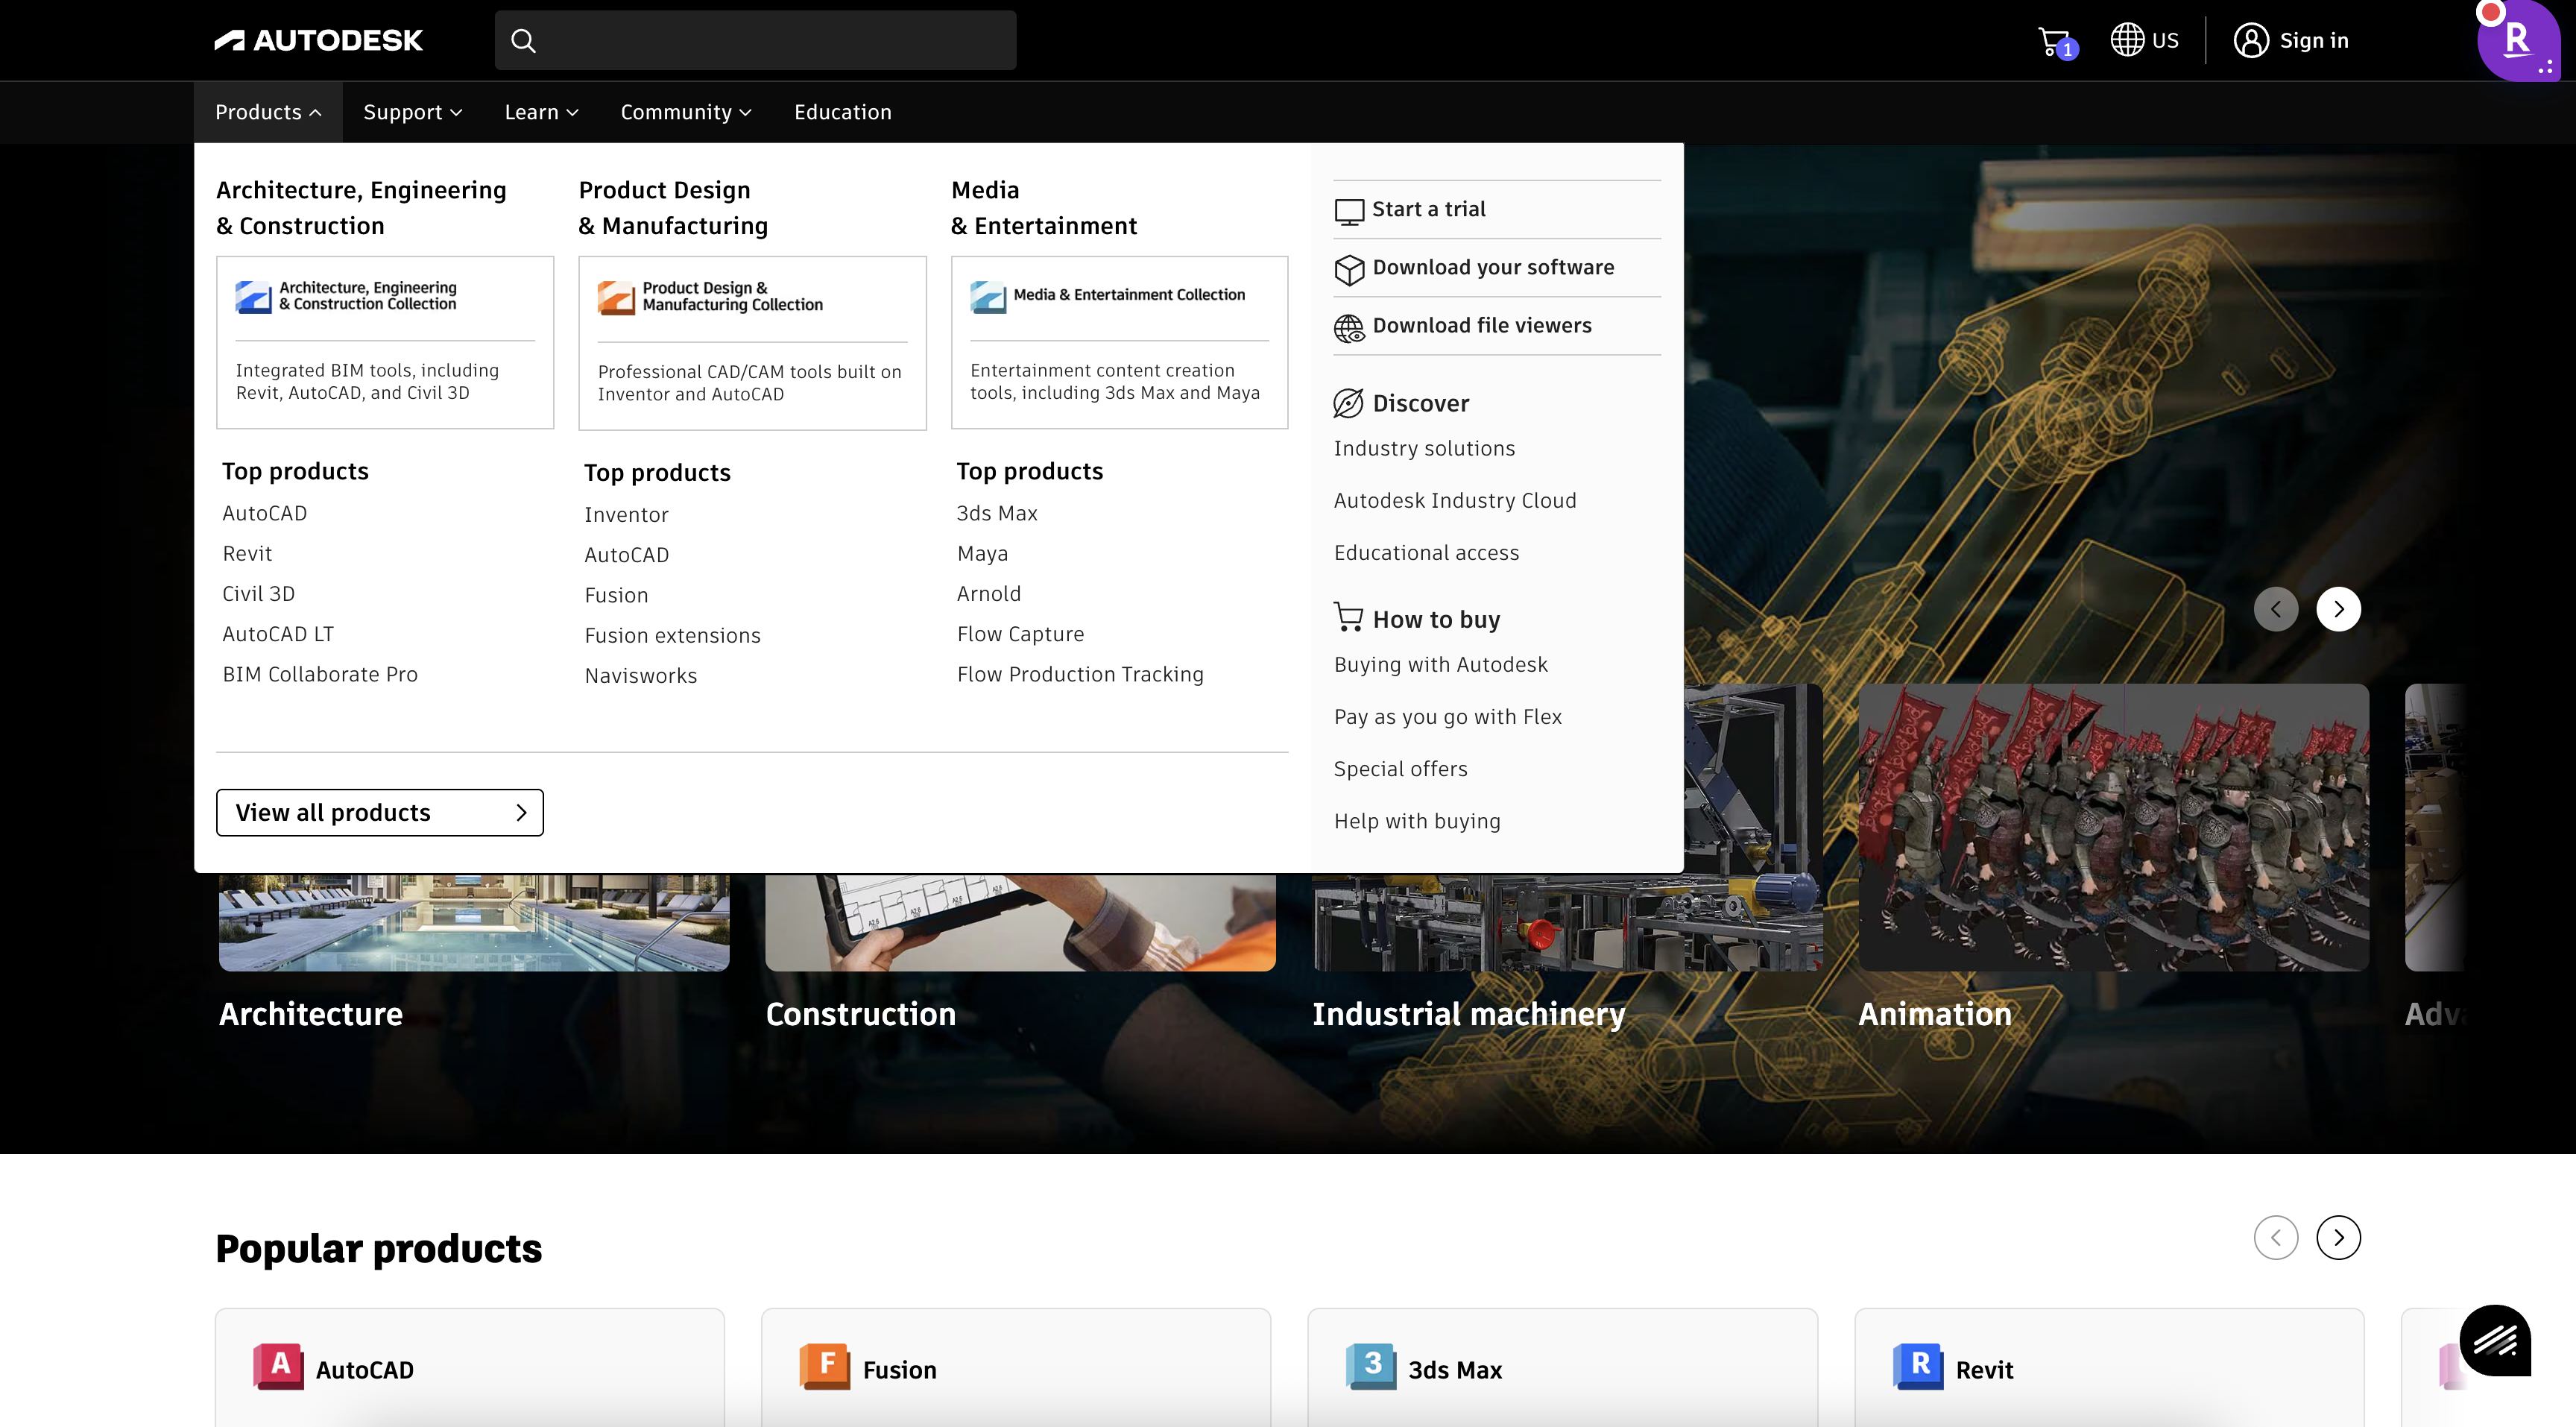 AUTODESK
1
US
Sign in
R
Products
Support
Learn
Community
Education
Architecture, Engineering
& Construction
Architecture, Engineering
& Construction Collection
Integrated BIM tools, including
Revit, AutoCAD, and Civil 3D
Top products
AutoCAD
Revit
Civil 3D
AutoCAD LT
BIM Collaborate Pro
Product Design
& Manufacturing
Product Design &
Manufacturing Collection
Professional CAD/CAM tools built on
Inventor and AutoCAD
Top products
Inventor
AutoCAD
Fusion
Fusion extensions
Navisworks
Media
& Entertainment
Media & Entertainment Collection
Entertainment content creation
tools, including 3ds Max and Maya
Top products
3ds Max
Maya
Arnold
Flow Capture
Flow Production Tracking
View all products
Start a trial
Download your software
Download file viewers
Discover
Industry solutions
Autodesk Industry Cloud
Educational access
How to buy
Buying with Autodesk
Pay as you go with Flex
Special offers
Help with buying
Architecture
Construction
Industrial machinery
Animation
Adv
Popular products
A
AutoCAD
F
Fusion
3
3ds Max
R
Revit